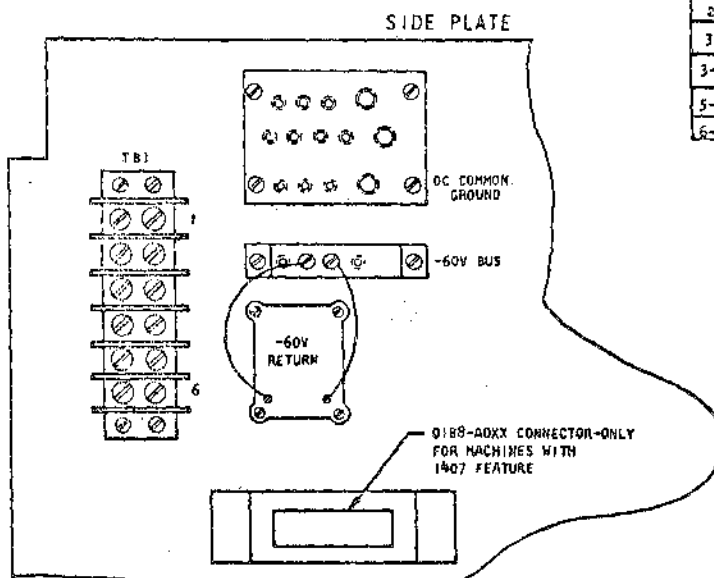 SIDE PLATE
2
3
3-
5-
6-
TB1
1
6
DC COMMON
GROUND
-60V BUS
-60V
RETURN
01B8-A0XX CONNECTOR-ONLY
FOR MACHINES WITH
1407 FEATURE